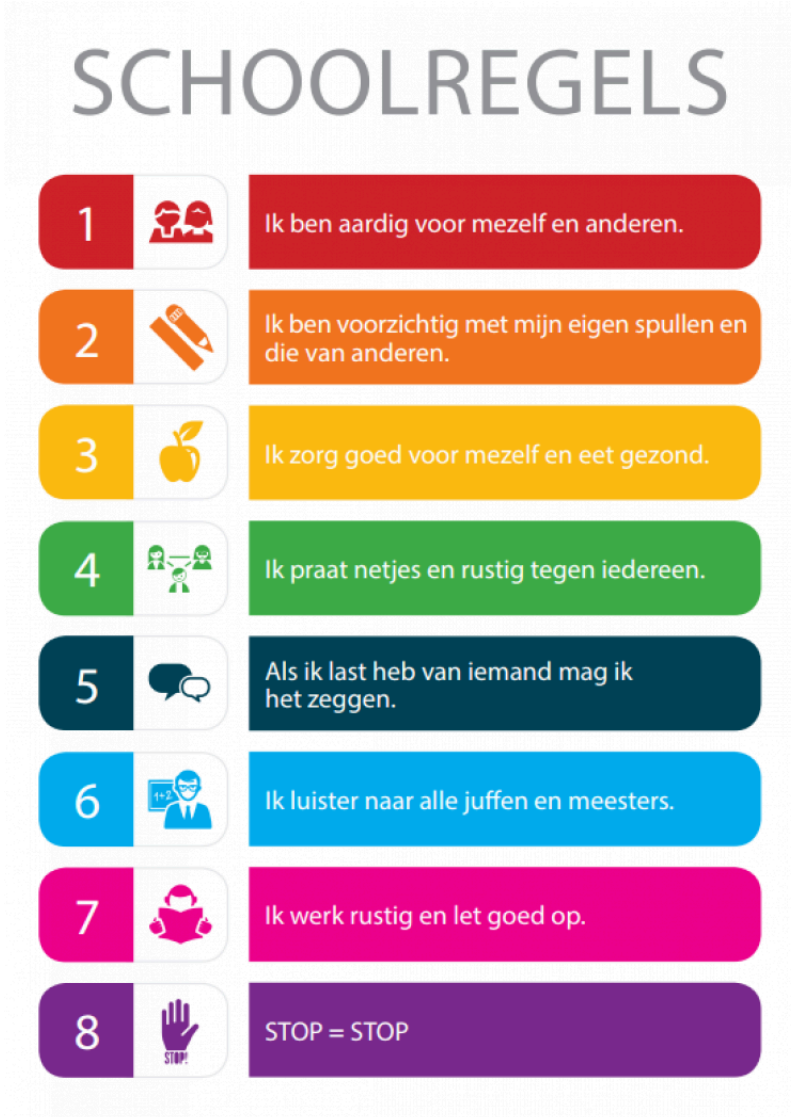 SCHOOLREGELS
1
Ik ben aardig voor mezelf en anderen.
2
Ik ben voorzichtig met mijn eigen spullen en
die van anderen.
3
Ik zorg goed voor mezelf en eet gezond.
4
Ik praat netjes en rustig tegen iedereen.
5
Als ik last heb van iemand mag ik
het zeggen.
6
1+2
Ik luister naar alle juffen en meesters.
7
Ik werk rustig en let goed op.
8
STOP!
STOP = STOP